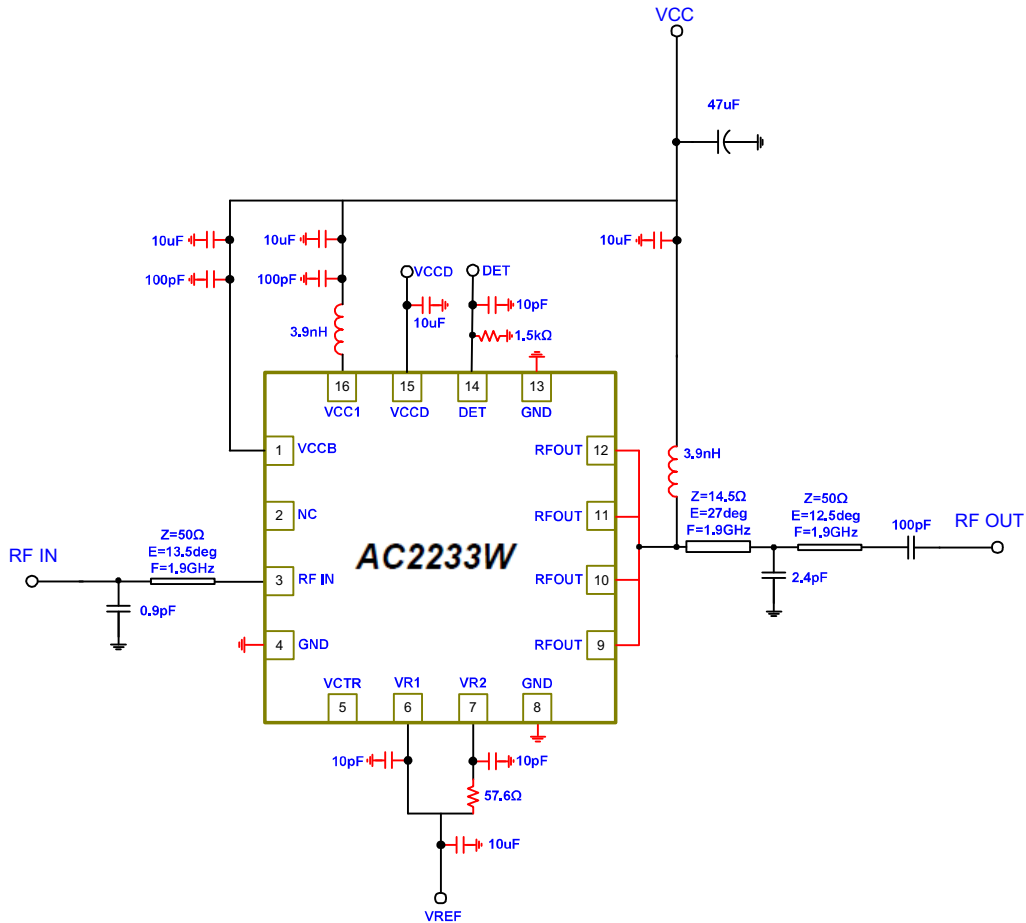 VCC
47uF
10uF
100pF
10uF
100pF
3.9nH
VCCD
10uF
DET
10pF
1.5kΩ
10uF
16
15
14
13
VCC1
VCCD
DET
GND
1
VCCB
2
NC
3
RF IN
4
GND
RFOUT
12
RFOUT
11
RFOUT
10
RFOUT
9
AC2233W
3.9nH
Z=14.5Ω
E=27deg
F=1.9GHz
Z=50Ω
E=12.5deg
F=1.9GHz
100pF
RF OUT
2.4pF
RF IN
Z=50Ω
E=13.5deg
F=1.9GHz
0.9pF
VCTR
VR1
VR2
GND
5
6
7
8
10pF
10pF
57.6Ω
10uF
VREF